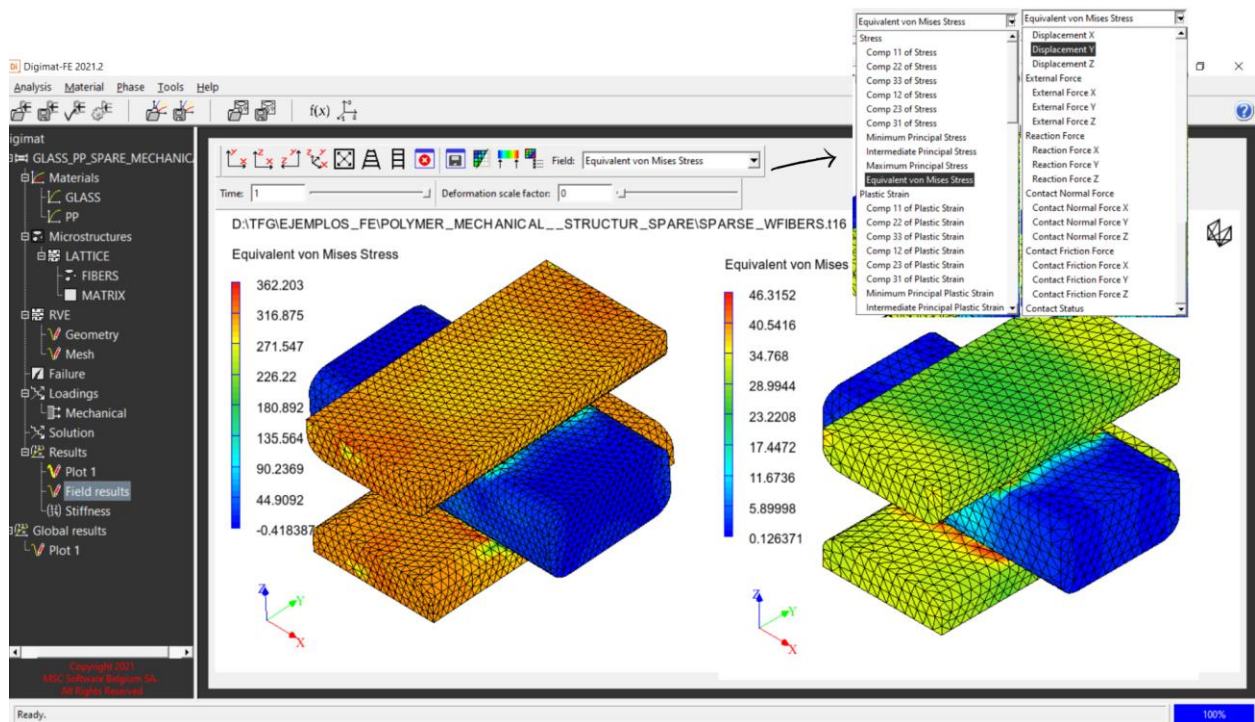 Equivalent von Mises Stress
Stress
Comp 11 of Stress
Comp 22 of Stress
Comp 33 of Stress
Comp 12 of Stress
Comp 23 of Stress
Comp 31 of Stress
Minimum Principal Stress
Intermediate Principal Stress
Maximum Principal Stress
Equivalent von Mises Stress
Plastic Strain
Comp 11 of Plastic Strain
Comp 22 of Plastic Strain
Comp 33 of Plastic Strain
Comp 12 of Plastic Strain
Comp 23 of Plastic Strain
Comp 31 of Plastic Strain
Minimum Principal Plastic Strain
Intermediate Principal Plastic Strain
Equivalent von Mises Stress
Displacement X
Displacement Y
Displacement Z
External Force
External Force X
External Force Y
External Force Z
Reaction Force
Reaction Force X
Reaction Force Y
Reaction Force Z
Contact Normal Force
Contact Normal Force X
Contact Normal Force Y
Contact Normal Force Z
Contact Friction Force
Contact Friction Force X
Contact Friction Force Y
Contact Friction Force Z
Contact Status
Di Digimat-FE 2021.2
Analysis Material Phase Tools Help
f(x)
igimat
GLASS_PP_SPARE_MECHANICA
Materials
GLASS
PP
Microstructures
LATTICE
FIBERS
MATRIX
RVE
Geometry
Mesh
Failure
Loadings
Mechanical
Solution
Results
Plot 1
Field results
Stiffness
Global results
Plot 1
Copyright 2021
MSC Software Belgium SA.
All Rights Reserved
Field: Equivalent von Mises Stress
Time: 1 Deformation scale factor: 0
D:\TFG\EJEMPLOS_FE\POLYMER_MECHANICAL__STRUCTUR_SPARE\SPARSE_WFIBERS.t16
Equivalent von Mises Stress
362.203
316.875
271.547
226.22
180.892
135.564
90.2369
44.9092
-0.418387
Z
Y
X
Equivalent von Mises
46.3152
40.5416
34.768
28.9944
23.2208
17.4472
11.6736
5.89998
0.126371
Z
Y
X
Ready.
100%